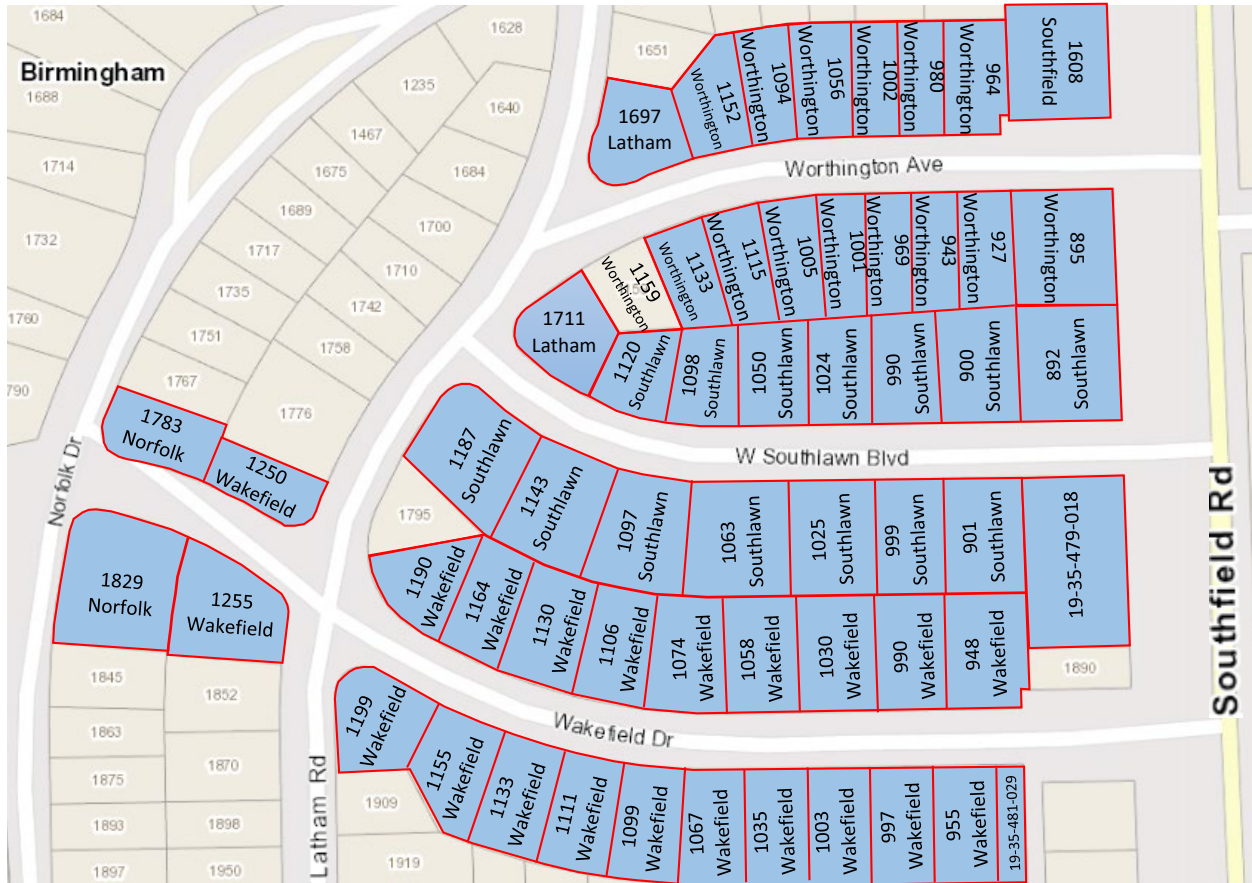 1684
1628
1651
Birmingham
1688
1235
1640
1467
1714
1675
1684
1689
1700
1732
1717
1710
1735
1742
1760
1751
1758
1767
790
1776
1697
Latham
1152
Worthington
1094
Worthington
1056
Worthington
1002
Worthington
980
Worthington
964
Worthington
1608
Southfield
Worthington Ave
1711
Latham
1159
Worthington
1133
Worthington
1115
Worthington
1005
Worthington
1001
Worthington
969
Worthington
943
Worthington
927
Worthington
895
Worthington
1120
Southlawn
1098
Southlawn
1050
Southlawn
1024
Southlawn
990
Southlawn
900
Southlawn
892
Southlawn
W Southlawn Blvd
1783
Norfolk
1250
Wakefield
Norfolk Dr
1829
Norfolk
1255
Wakefield
1187
Southlawn
1143
Southlawn
1097
Southlawn
1063
Southlawn
1025
Southlawn
999
Southlawn
901
Southlawn
19-35-479-018
Southfield Rd
1795
1190
Wakefield
1164
Wakefield
1130
Wakefield
1106
Wakefield
1074
Wakefield
1058
Wakefield
1030
Wakefield
990
Wakefield
948
Wakefield
1890
Wakefield Dr
1845
1852
1863
1870
1875
1893
1898
1897
1950
Latham Rd
1199
Wakefield
1155
Wakefield
1133
Wakefield
1111
Wakefield
1099
Wakefield
1067
Wakefield
1035
Wakefield
1003
Wakefield
997
Wakefield
955
Wakefield
19-35-481-029
1909
1919